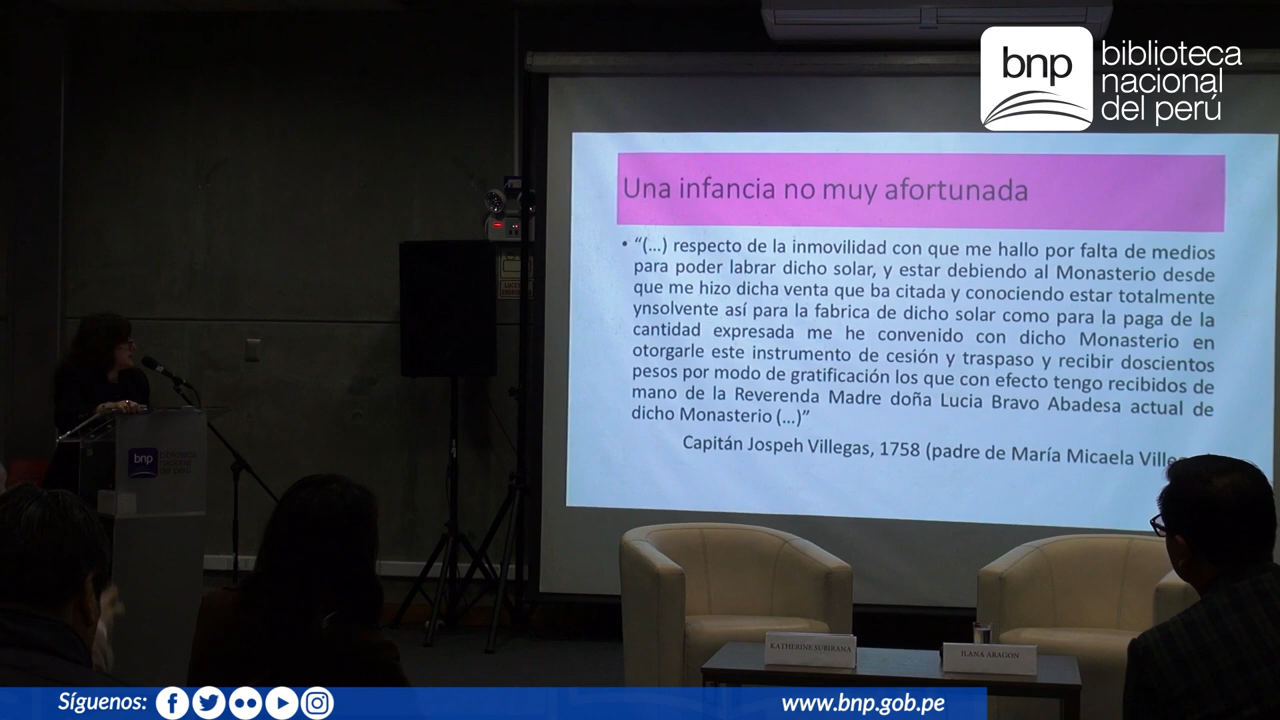 bnp
biblioteca
nacional
del perú
Una infancia no muy afortunada
• “(...) respecto de la inmovilidad con que me hallo por falta de medios
para poder labrar dicho solar, y estar debiendo al Monasterio desde
que me hizo dicha venta que ba citada y conociendo estar totalmente
ynsolvente así para la fabrica de dicho solar como para la paga de la
cantidad expresada me he convenido con dicho Monasterio en
otorgarle este instrumento de cesión y traspaso y recibir doscientos
pesos por modo de gratificación los que con efecto tengo recibidos de
mano de la Reverenda Madre doña Lucia Bravo Abadesa actual de
dicho Monasterio (...)”
Capitán Jospeh Villegas, 1758 (padre de María Micaela
bnp
biblioteca
nacional
del perú
KATHERINE SUBIRANA
ILANA ARAGON
Síguenos:
www.bnp.gob.pe